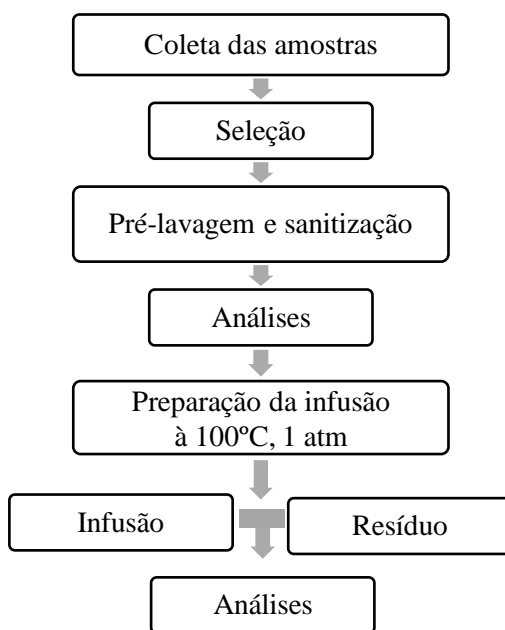 Coleta das amostras
Seleção
Pré-lavagem e sanitização
Análises
Preparação da infusão
à 100ºC, 1 atm
Infusão
Resíduo
Análises